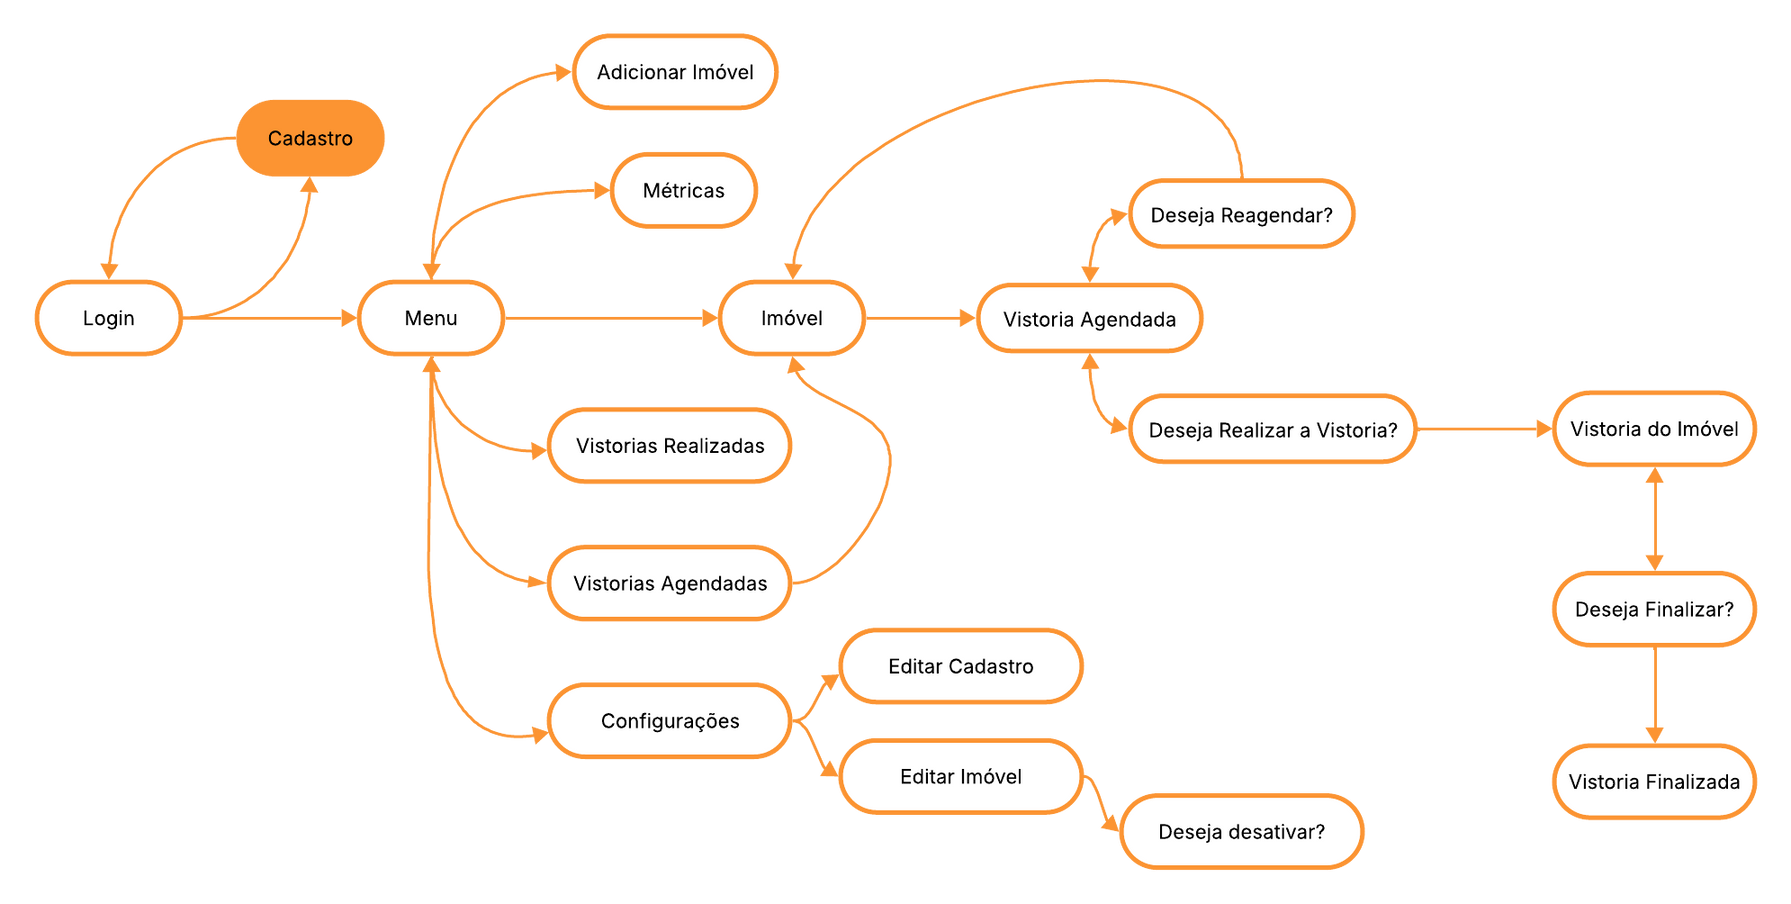 Adicionar Imóvel
Cadastro
Métricas
Deseja Reagendar?
Login
Menu
Imóvel
Vistoria Agendada
Vistorias Realizadas
Deseja Realizar a Vistoria?
Vistoria do Imóvel
Vistorias Agendadas
Deseja Finalizar?
Editar Cadastro
Configurações
Editar Imóvel
Vistoria Finalizada
Deseja desativar?